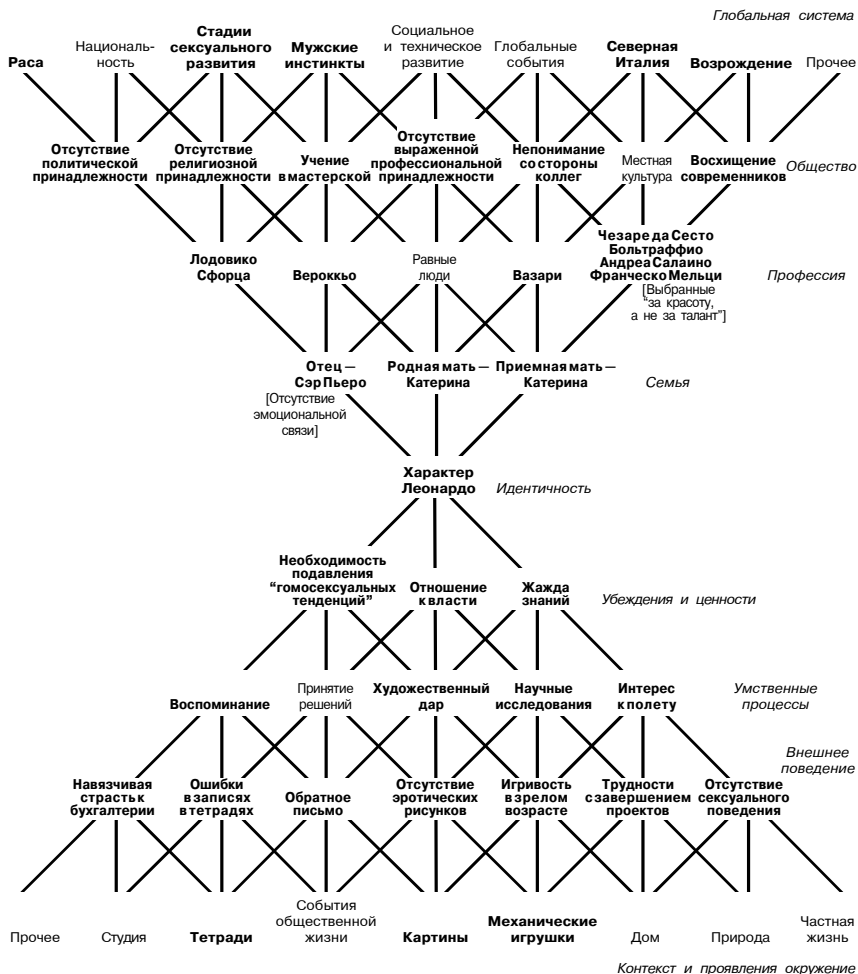 Глобальная система
Раса
Националь-
ность
Стадии
сексуального
развития
Мужские
инстинкты
Социальное
и техническое
развитие
Глобальные
события
Северная
Италия
Возрождение
Прочее
Отсутствие
политической
принадлежности
Отсутствие
религиозной
принадлежности
Учение
в мастерской
Отсутствие
выраженной
профессиональной
принадлежности
Непонимание
со стороны
коллег
Местная
культура
Восхищение
современников
Общество
Лодовико
Сфорца
Вероккьо
Равные
люди
Вазари
Чезаре да Сесто
Больтраффио
Андреа Салаино
Франческо Мельци
[Выбранные
"за красоту,
а не за талант"]
Профессия
Отец —
Сэр Пьеро
[Отсутствие
эмоциональной
связи]
Родная мать —
Катерина
Приемная мать —
Катерина
Семья
Характер
Леонардо
Идентичность
Необходимость
подавления
“гомосексуальных
тенденций”
Отношение
к власти
Жажда
знаний
Убеждения и ценности
Воспоминание
Принятие
решений
Художественный
дар
Научные
исследования
Интерес
к полету
Умственные
процессы
Внешнее
поведение
Навязчивая
страсть к
бухгалтерии
Ошибки
в записях
в тетрадях
Обратное
письмо
Отсутствие
эротических
рисунков
Игривость
в зрелом
возрасте
Трудности
с завершением
проектов
Отсутствие
сексуального
поведения
Прочее
Студия
Тетради
События
общественной
жизни
Картины
Механические
игрушки
Дом
Природа
Частная
жизнь
Контекст и проявления окружение